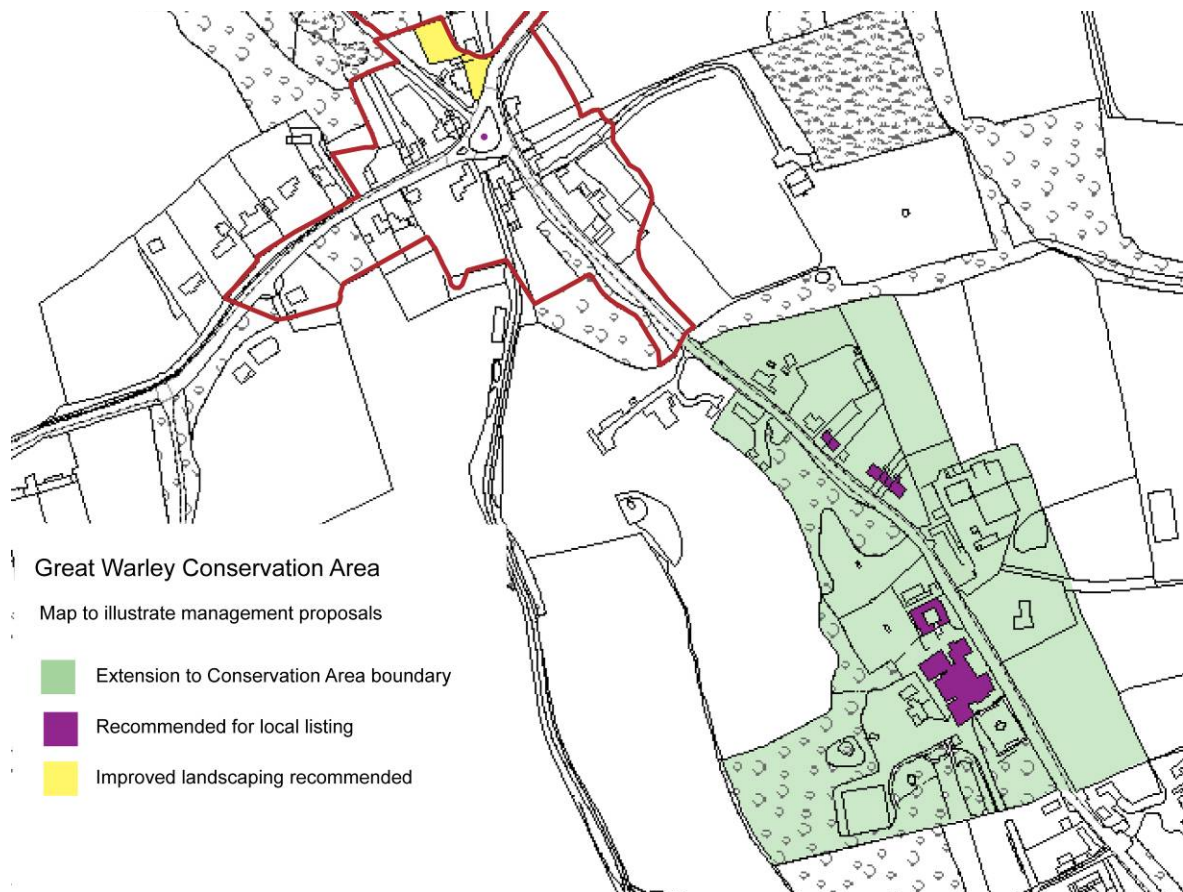 Great Warley Conservation Area
Map to illustrate management proposals
Extension to Conservation Area boundary
Recommended for local listing
Improved landscaping recommended